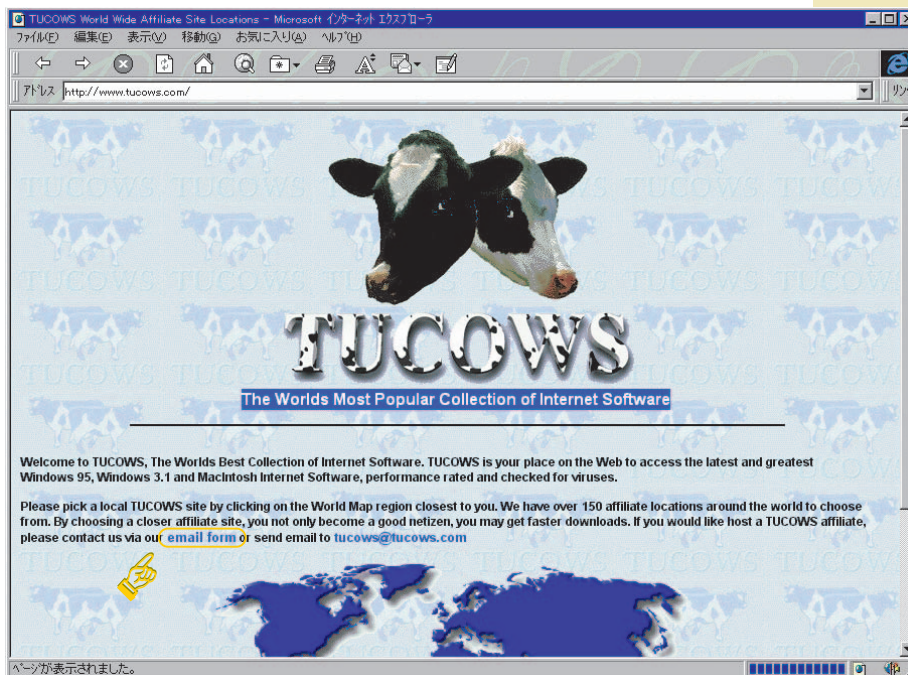 TUCOWS World Wide Affiliate Site Locations - Microsoft インターネット エクスプローラ
ファイル(F) 編集(E) 表示(V) 移動(G) お気に入り(A) ヘルプ(H)
アドレス http://www.tucows.com/ リン
TUCOWS
The Worlds Most Popular Collection of Internet Software
Welcome to TUCOWS, The Worlds Best Collection of Internet Software. TUCOWS is your place on the Web to access the latest and greatest
Windows 95, Windows 3.1 and MacIntosh Internet Software, performance rated and checked for viruses.
Please pick a local TUCOWS site by clicking on the World Map region closest to you. We have over 150 affiliate locations around the world to choose
from. By choosing a closer affiliate site, you not only become a good netizen, you may get faster downloads. If you would like host a TUCOWS affiliate,
please contact us via our email form or send email to tucows@tucows.com
ページが表示されました。